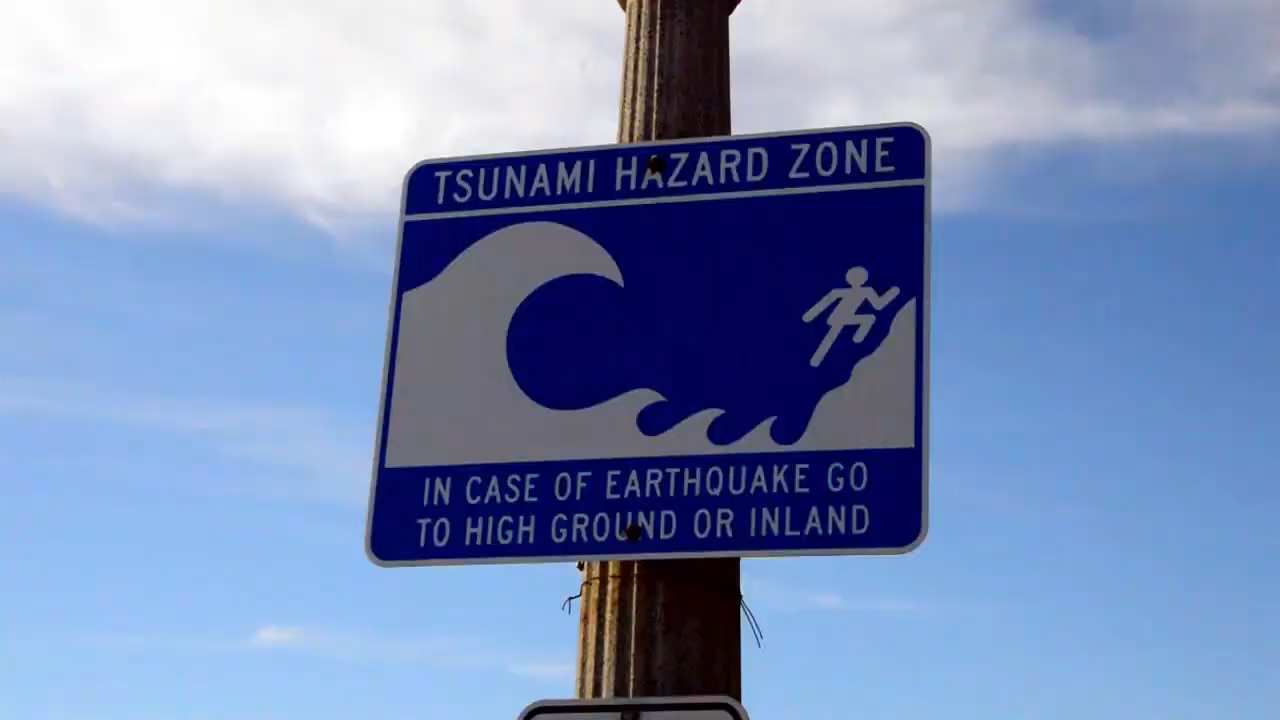 TSUNAMI HAZARD ZONE
IN CASE OF EARTHQUAKE GO
TO HIGH GROUND OR INLAND